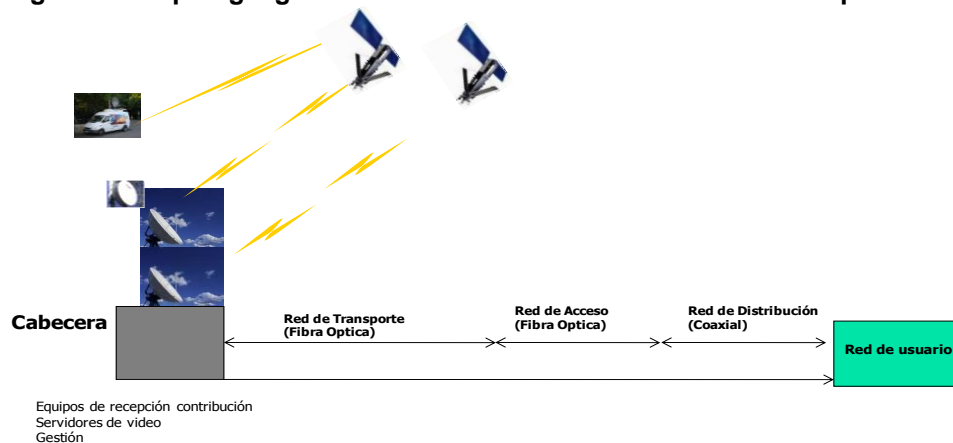 Cabecera
Red de Transporte
(Fibra Optica)
Red de Acceso
(Fibra Optica)
Red de Distribución
(Coaxial)
Red de usuario
Equipos de recepción contribución
Servidores de video
Gestión